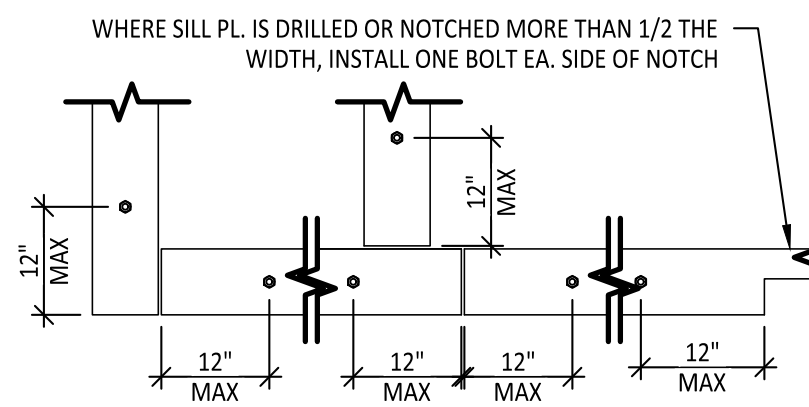 WHERE SILL PL. IS DRILLED OR NOTCHED MORE THAN 1/2 THE
WIDTH, INSTALL ONE BOLT EA. SIDE OF NOTCH
12"
MAX
12"
MAX
12"
MAX
12"
MAX
12"
MAX
12"
MAX